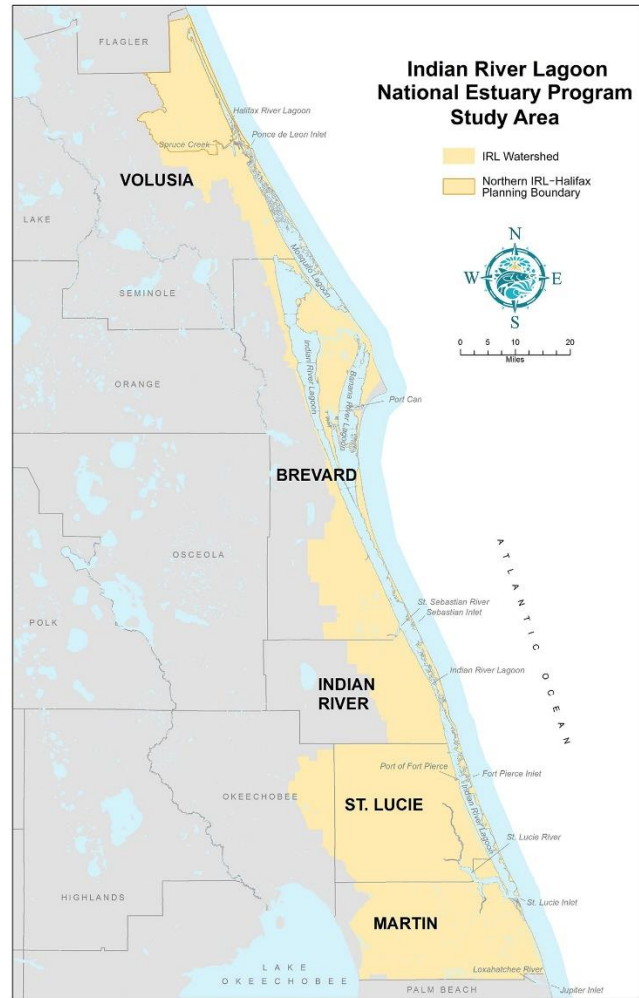 Indian River Lagoon
National Estuary Program
Study Area
IRL Watershed
Northern IRL-Halifax
Planning Boundary
N
W
E
S
0 5 10 20
Miles
FLAGLER
Halifax River Lagoon
Ponce de Leon Inlet
Spruce Creek
VOLUSIA
LAKE
Mosquito Lagoon
SEMINOLE
Indian River Lagoon
Banana River Lagoon
ORANGE
Port Can
BREVARD
OSCEOLA
ATLANTIC OCEAN
POLK
St. Sebastian River
Sebastian Inlet
Indian River Lagoon
INDIAN
RIVER
Port of Fort Pierce
Fort Pierce Inlet
OKEECHOBEE
ST. LUCIE
Indian River Lagoon
St. Lucie River
HIGHLANDS
St. Lucie Inlet
MARTIN
LAKE
OKEECHOBEE
Loxahatchee River
PALM BEACH
Jupiter Inlet